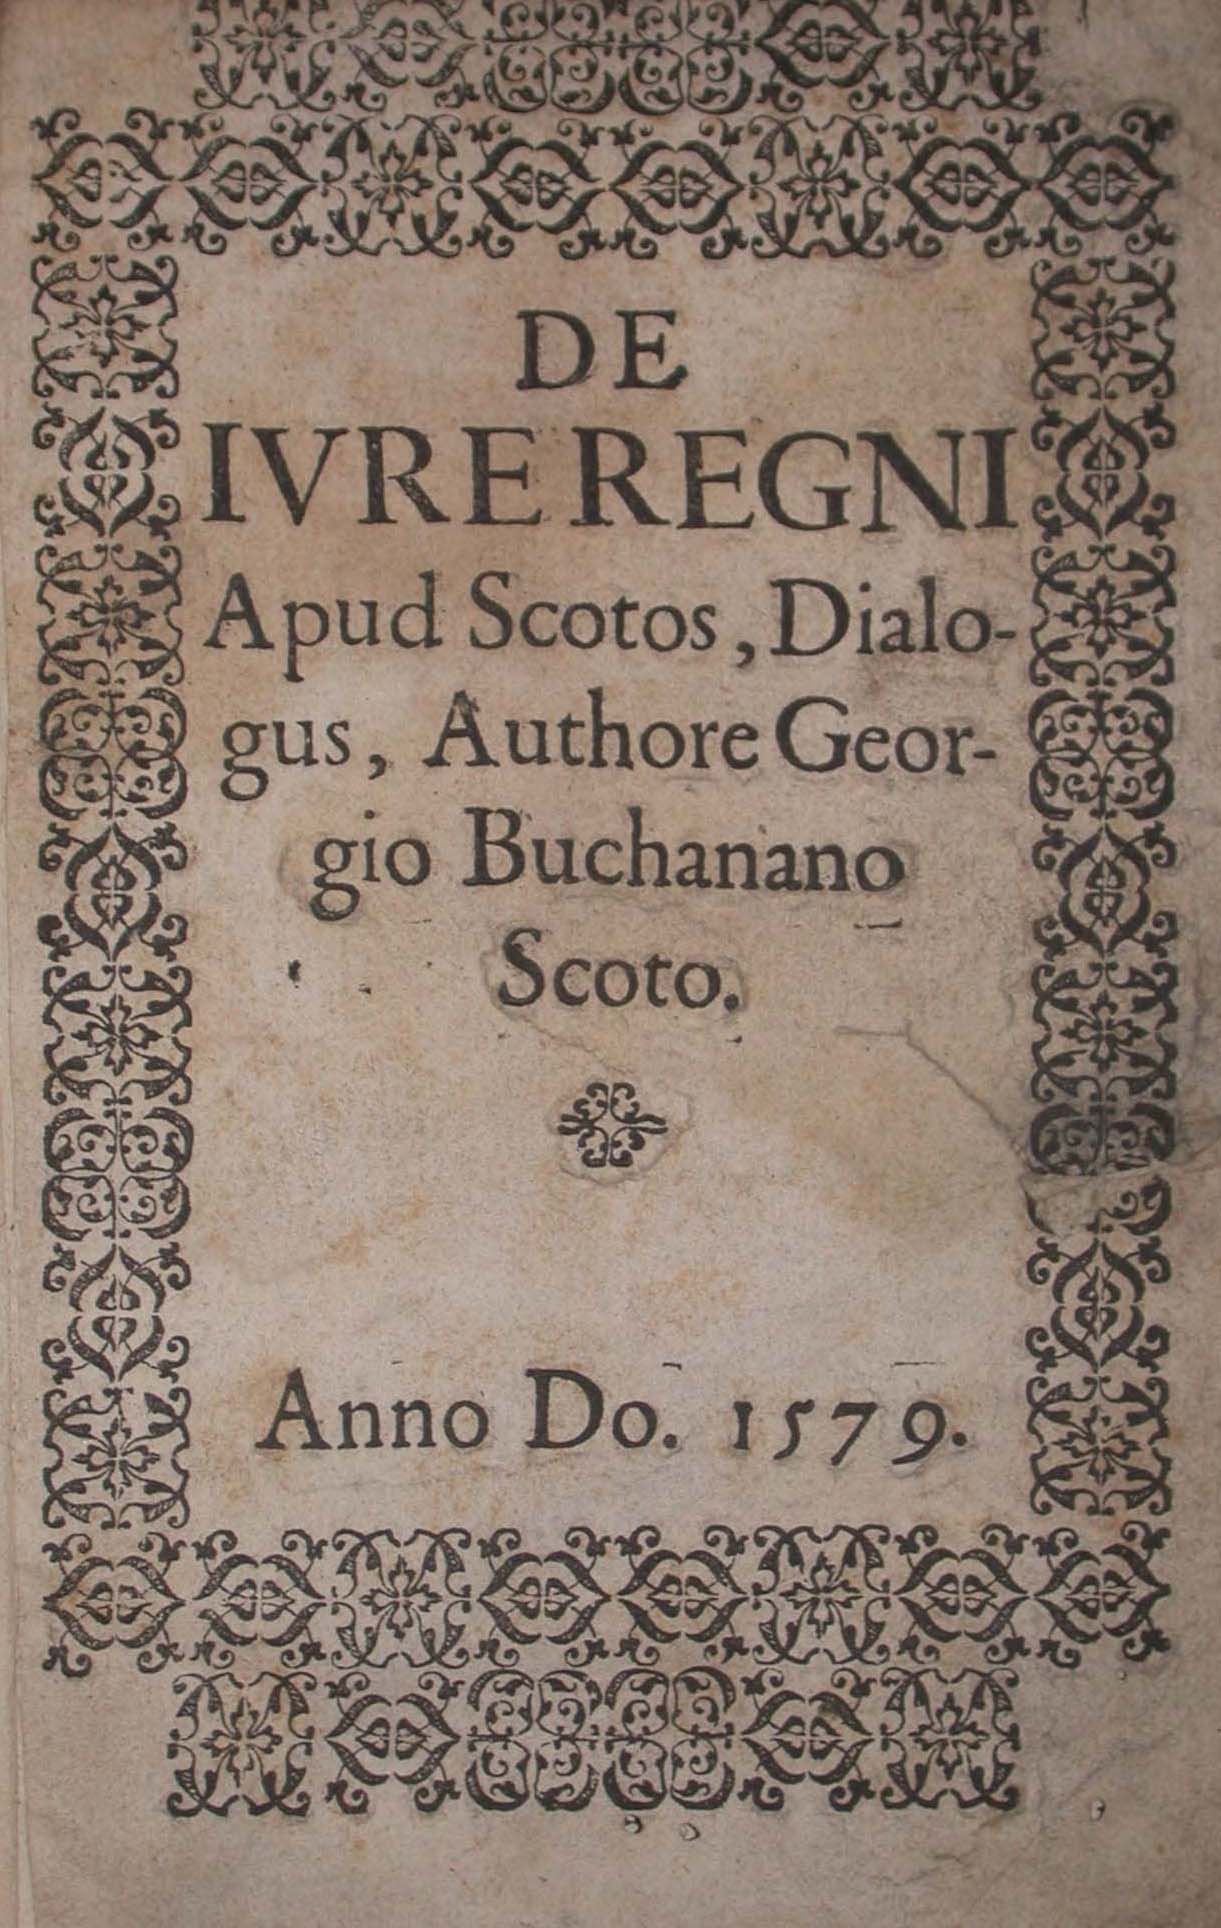 DE
IVRE REGNI
Apud Scotos, Dialo-
gus, Authore Geor-
gio Buchanano
Scoto.
Anno Do. 1579.